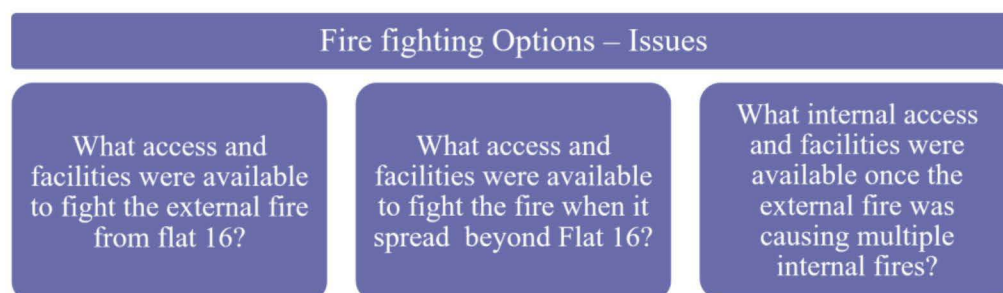 Fire fighting Options – Issues
What access and
facilities were available
to fight the external fire
from flat 16?
What access and
facilities were available
to fight the fire when it
spread  beyond Flat 16?
What internal access
and facilities were
available once the
external fire was
causing multiple
internal fires?